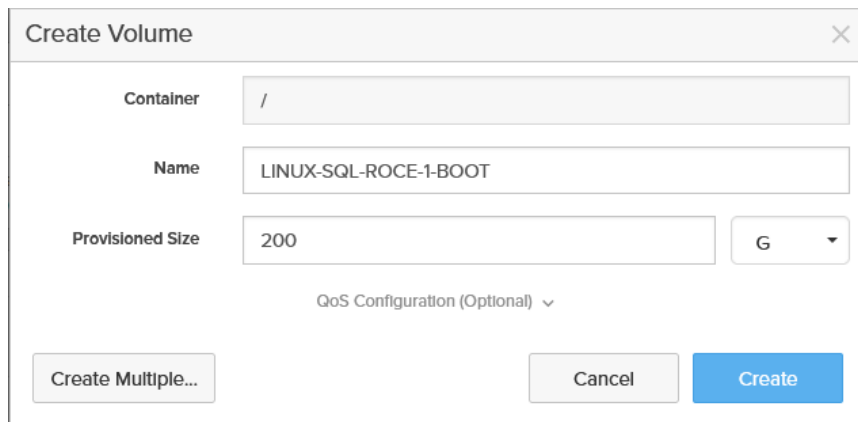 Create Volume
Container /
Name LINUX-SQL-ROCE-1-BOOT
Provisioned Size 200 G
QoS Configuration (Optional)
Create Multiple... Cancel Create